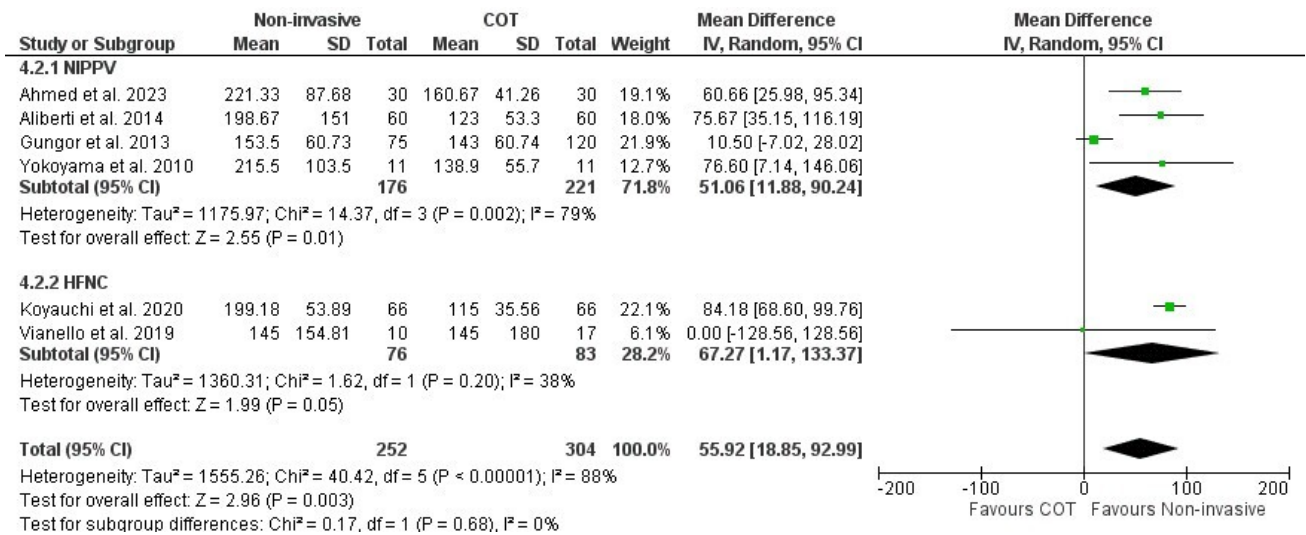 Non-invasive COT Mean Difference Mean Difference
Study or Subgroup Mean SD Total Mean SD Total Weight IV, Random, 95% CI IV, Random, 95% CI
4.2.1 NIPPV
Ahmed et al. 2023 221.33 87.68 30 160.67 41.26 30 19.1% 60.66 [25.98, 95.34]
Aliberti et al. 2014 198.67 151 60 123 53.3 60 18.0% 75.67 [35.15, 116.19]
Gungor et al. 2013 153.5 60.73 75 143 60.74 120 21.9% 10.50 [-7.02, 28.02]
Yokoyama et al. 2010 215.5 103.5 11 138.9 55.7 11 12.7% 76.60 [7.14, 146.06]
Subtotal (95% CI) 176 221 71.8% 51.06 [11.88, 90.24]
Heterogeneity: Tau² = 1175.97; Chi² = 14.37, df = 3 (P = 0.002); I² = 79%
Test for overall effect: Z = 2.55 (P = 0.01)
4.2.2 HFNC
Koyauchi et al. 2020 199.18 53.89 66 115 35.56 66 22.1% 84.18 [68.60, 99.76]
Vianello et al. 2019 145 154.81 10 145 180 17 6.1% 0.00 [-128.56, 128.56]
Subtotal (95% CI) 76 83 28.2% 67.27 [1.17, 133.37]
Heterogeneity: Tau² = 1360.31; Chi² = 1.62, df = 1 (P = 0.20); I² = 38%
Test for overall effect: Z = 1.99 (P = 0.05)
Total (95% CI) 252 304 100.0% 55.92 [18.85, 92.99]
Heterogeneity: Tau² = 1555.26; Chi² = 40.42, df = 5 (P < 0.00001); I² = 88%
Test for overall effect: Z = 2.96 (P = 0.003)
Test for subgroup differences: Chi² = 0.17, df = 1 (P = 0.68), I² = 0%
-200 -100 0 100 200
Favours COT Favours Non-invasive